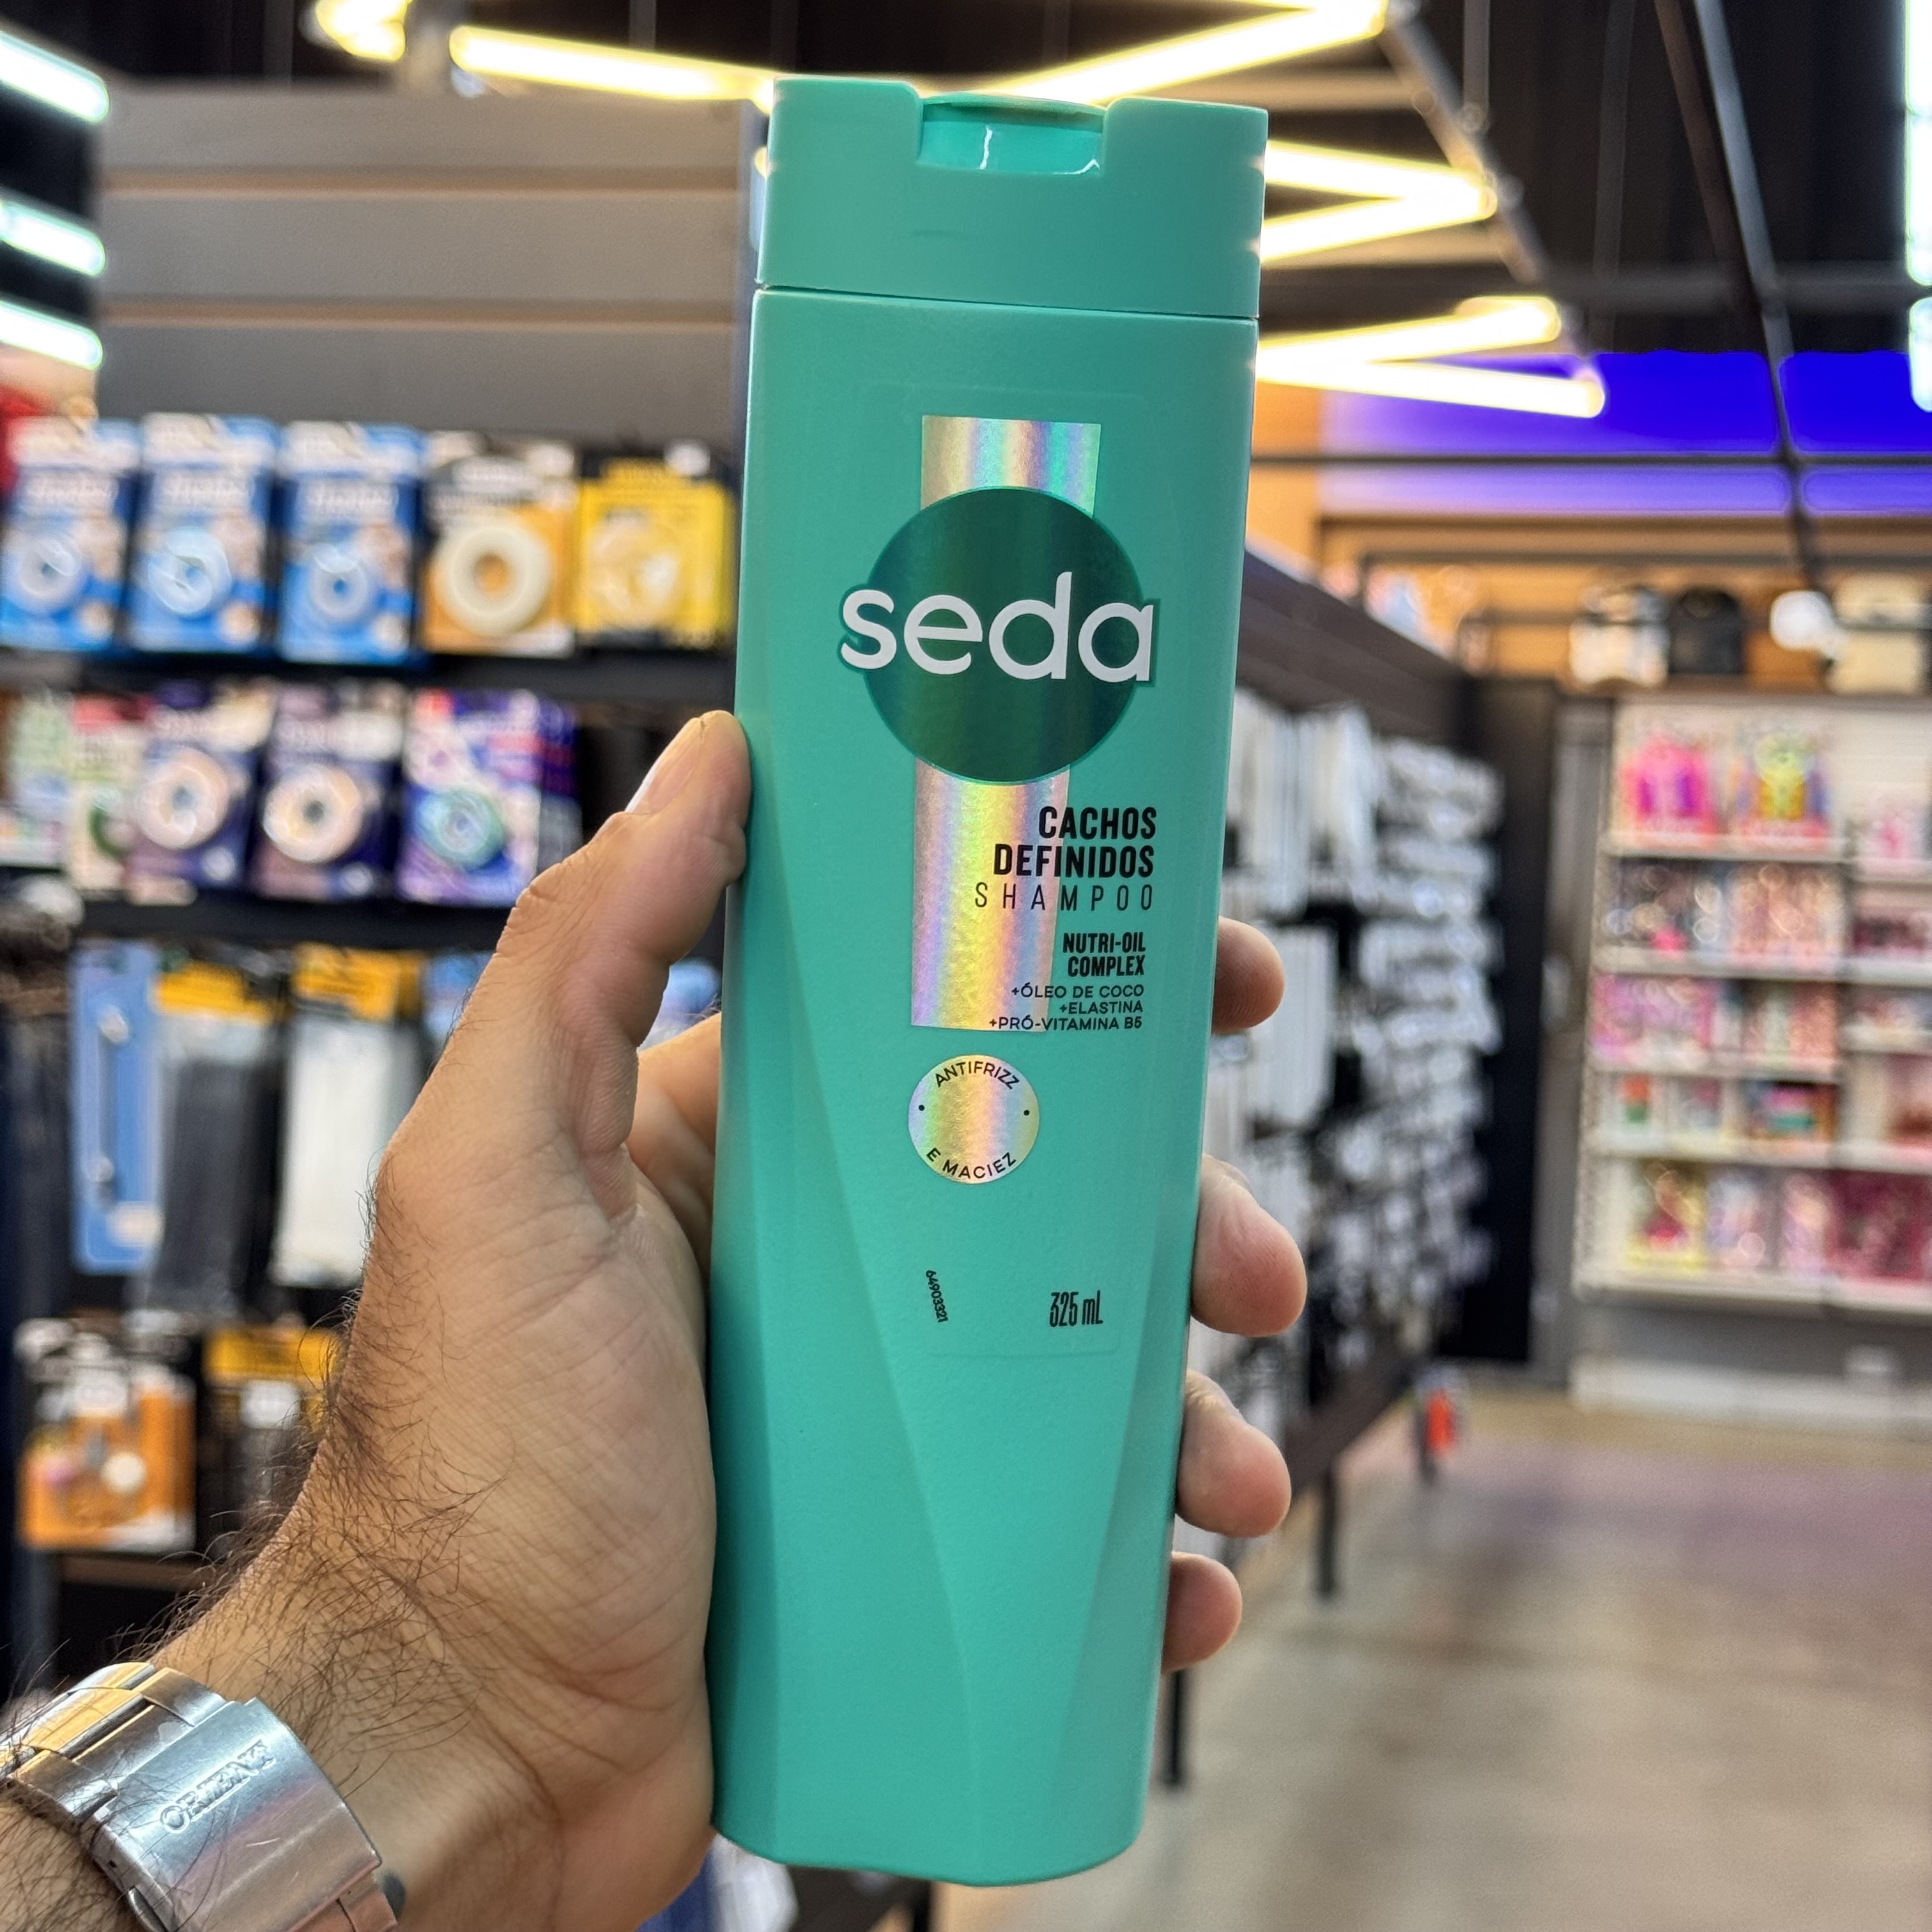 seda
CACHOS
DEFINIDOS
SHAMPOO
NUTRI-OIL
COMPLEX
+ÓLEO DE COCO
+ELASTINA
+PRÓ-VITAMINA B5
ANTIFRIZZ
E MACIEZ
64903321
325 mL
ORIENT